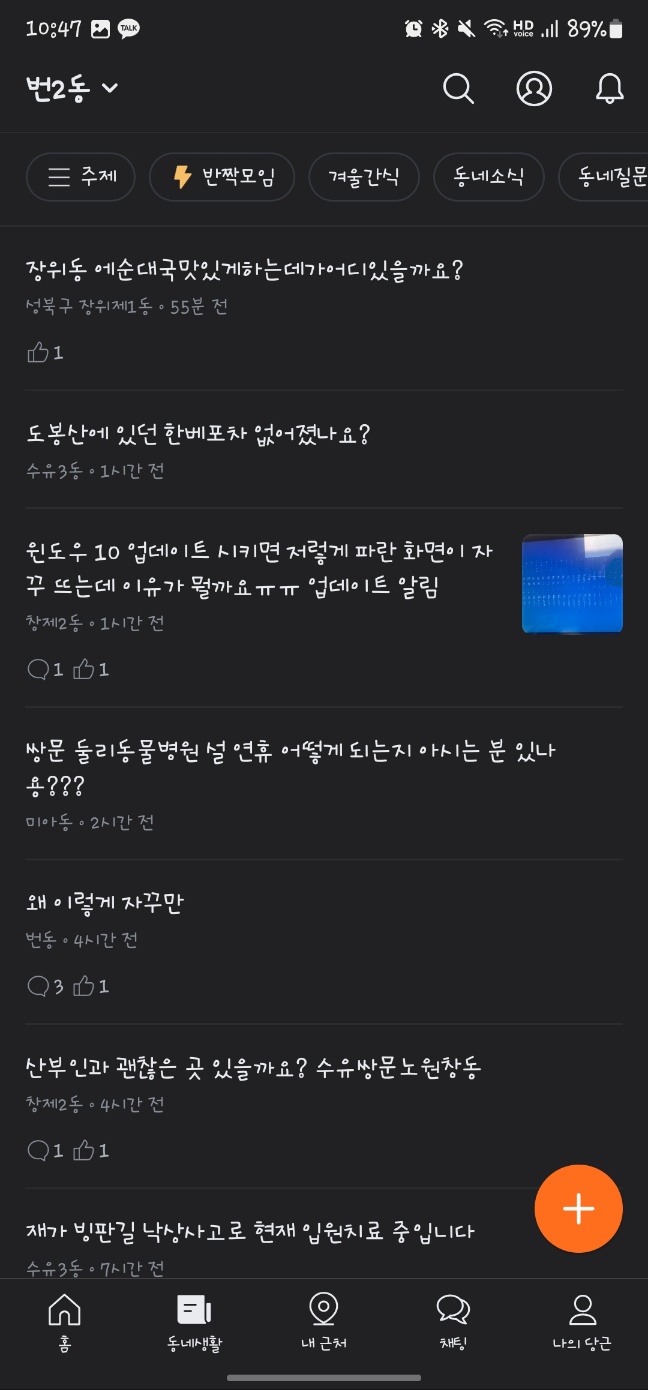 10:47 TALK HD voice 89%
번2동
주제 반짝모임 겨울간식 동네소식 동네질문
장위동 에순대국맛있게하는데가어디있을까요?
성북구 장위제1동 • 55분 전
1
도봉산에 있던 한베포차 없어졌나요?
수유3동 • 1시간 전
윈도우 10 업데이트 시키면 저렇게 파란 화면이 자
꾸 뜨는데 이유가 뭘까요ㅠㅠ 업데이트 알림
창제2동 • 1시간 전
1 1
쌍문 둘리동물병원 설 연휴 어떻게 되는지 아시는 분 있나
용???
미아동 • 2시간 전
왜 이렇게 자꾸만
번동 • 4시간 전
3 1
산부인과 괜찮은 곳 있을까요? 수유쌍문노원창동
창제2동 • 4시간 전
1 1
재가 빙판길 낙상사고로 현재 입원치료 중입니다
수유3동 • 7시간 전
홈 동네생활 내 근처 채팅 나의 당근